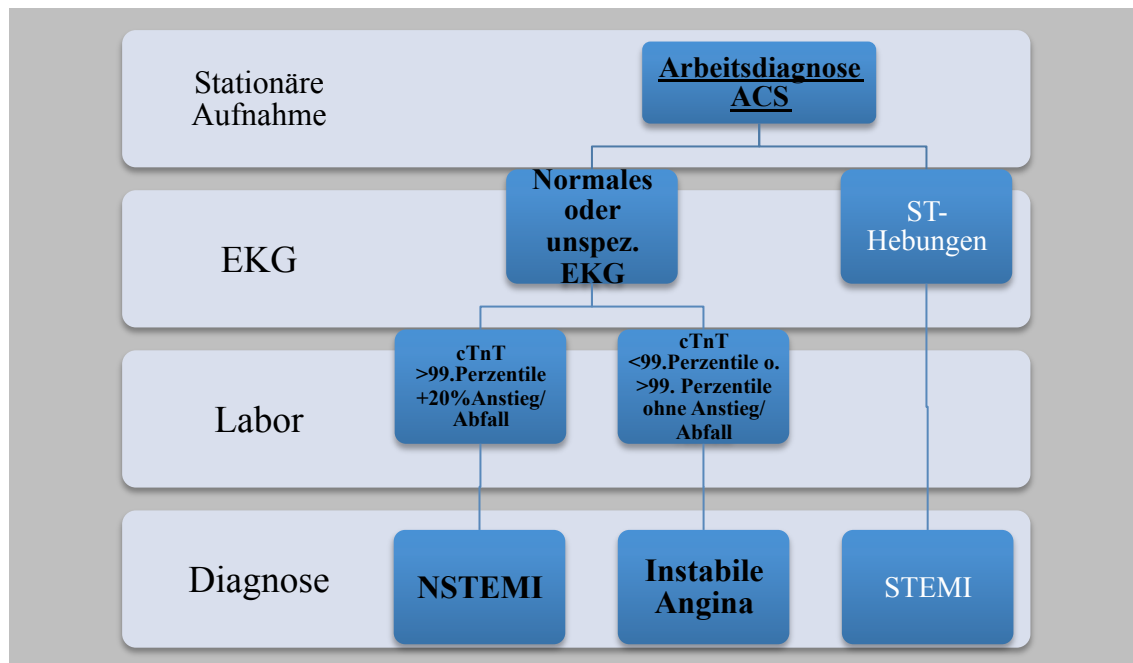 Stationäre
Aufnahme
Arbeitsdiagnose
ACS
EKG
Normales
oder
unspez.
EKG
ST-
Hebungen
Labor
cTnT
>99.Perzentile
+20%Anstieg/
Abfall
cTnT
<99.Perzentile o.
>99. Perzentile
ohne Anstieg/
Abfall
Diagnose
NSTEMI
Instabile
Angina
STEMI